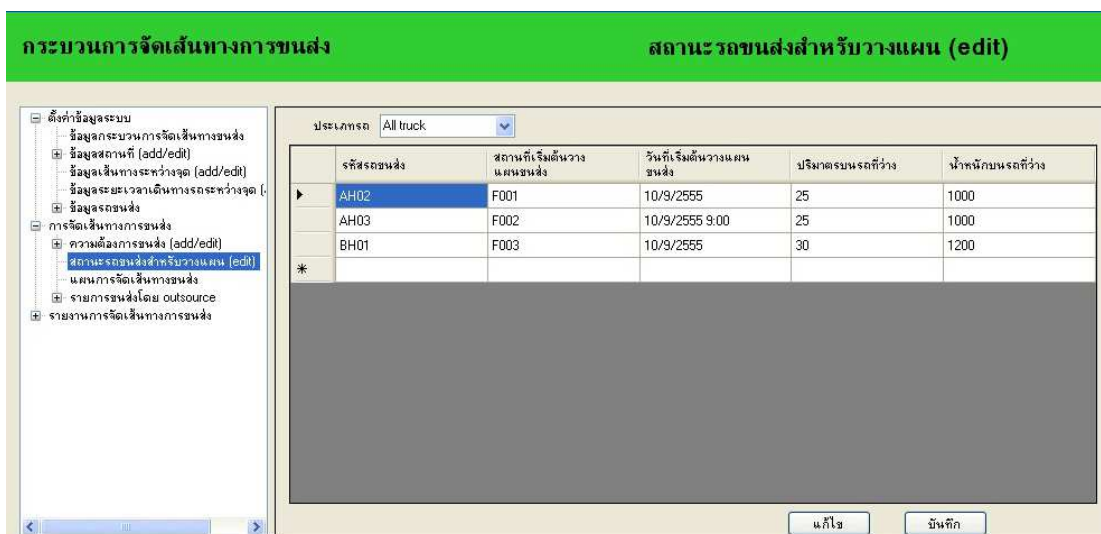 กระบวนการจัดเส้นทางการขนส่ง สถานะรถขนส่งสำหรับวางแผน (edit)
ตั้งค่าข้อมูลระบบ
ข้อมูลกระบวนการจัดเส้นทางขนส่ง
ข้อมูลสถานที่ (add/edit)
ข้อมูลเส้นทางระหว่างจุด (add/edit)
ข้อมูลระยะเวลาเดินทางรถระหว่างจุด (
ข้อมูลรถขนส่ง
การจัดเส้นทางการขนส่ง
ความต้องการขนส่ง (add/edit)
สถานะรถขนส่งสำหรับวางแผน (edit)
แผนการจัดเส้นทางขนส่ง
รายการขนส่งโดย outsource
รายงานการจัดเส้นทางการขนส่ง
ประเภทรถ All truck
รหัสรถขนส่ง สถานที่เริ่มต้นวางแผนขนส่ง วันที่เริ่มต้นวางแผนขนส่ง ปริมาตรบนรถที่ว่าง น้ำหนักบนรถที่ว่าง
AH02 F001 10/9/2555 25 1000
AH03 F002 10/9/2555 9:00 25 1000
BH01 F003 10/9/2555 30 1200
แก้ไข บันทึก